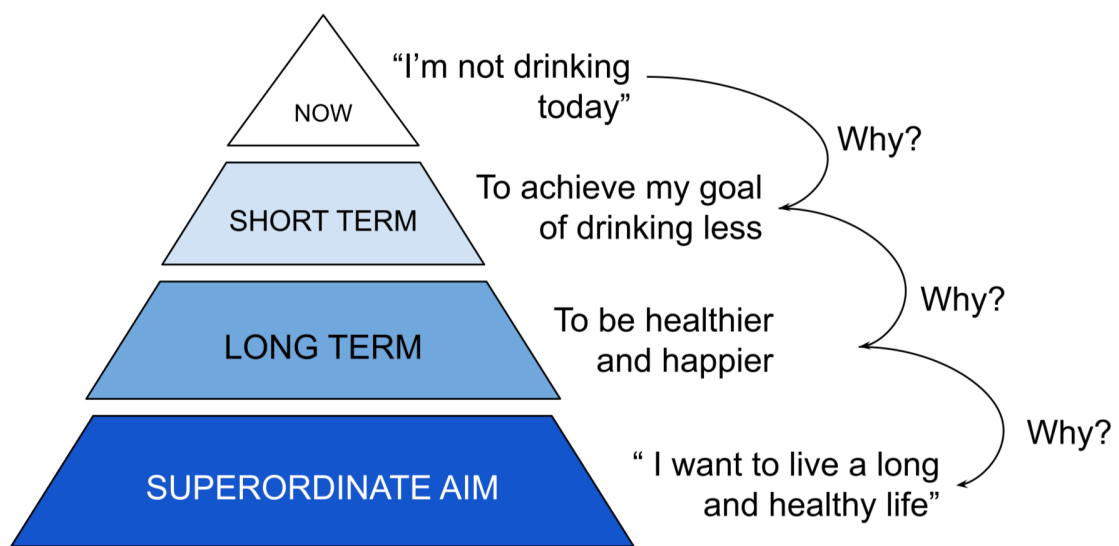 NOW
“I’m not drinking
today”
Why?
SHORT TERM
To achieve my goal
of drinking less
Why?
LONG TERM
To be healthier
and happier
Why?
SUPERORDINATE AIM
“ I want to live a long
and healthy life”